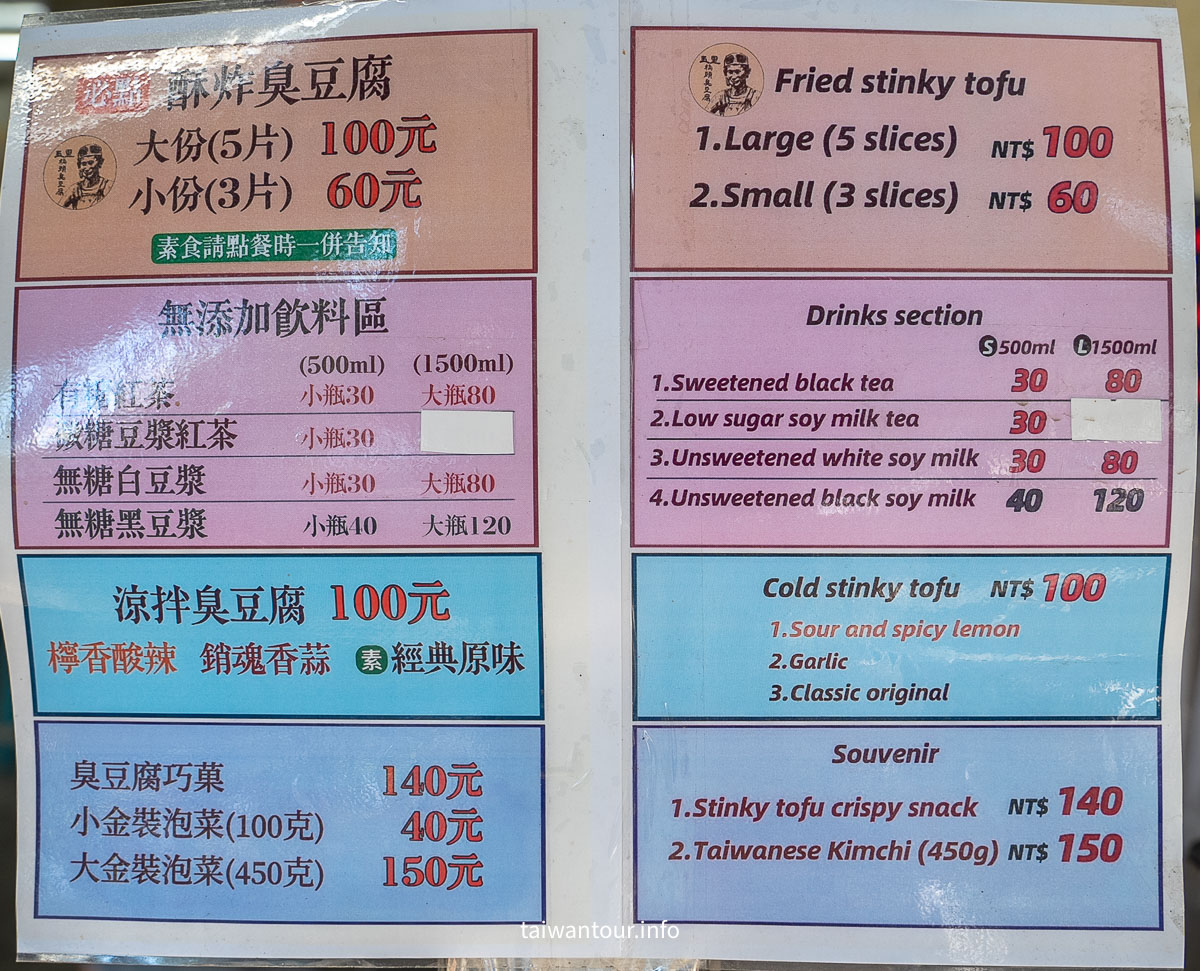 必點 酥炸臭豆腐
大份(5片) 100元
小份(3片) 60元
素食請點餐時一併告知
無添加飲料區
(500ml) (1500ml)
有糖紅茶 小瓶30 大瓶80
微糖豆漿紅茶 小瓶30
無糖白豆漿 小瓶30 大瓶80
無糖黑豆漿 小瓶40 大瓶120
涼拌臭豆腐 100元
檸香酸辣 銷魂香蒜 素 經典原味
臭豆腐巧菓 140元
小金裝泡菜(100克) 40元
大金裝泡菜(450克) 150元
Fried stinky tofu
1.Large (5 slices) NT$ 100
2.Small (3 slices) NT$ 60
Drinks section
S 500ml L 1500ml
1.Sweetened black tea 30 80
2.Low sugar soy milk tea 30
3.Unsweetened white soy milk 30 80
4.Unsweetened black soy milk 40 120
Cold stinky tofu NT$ 100
1.Sour and spicy lemon
2.Garlic
3.Classic original
Souvenir
1.Stinky tofu crispy snack NT$ 140
2.Taiwanese Kimchi (450g) NT$ 150
taiwantour.info